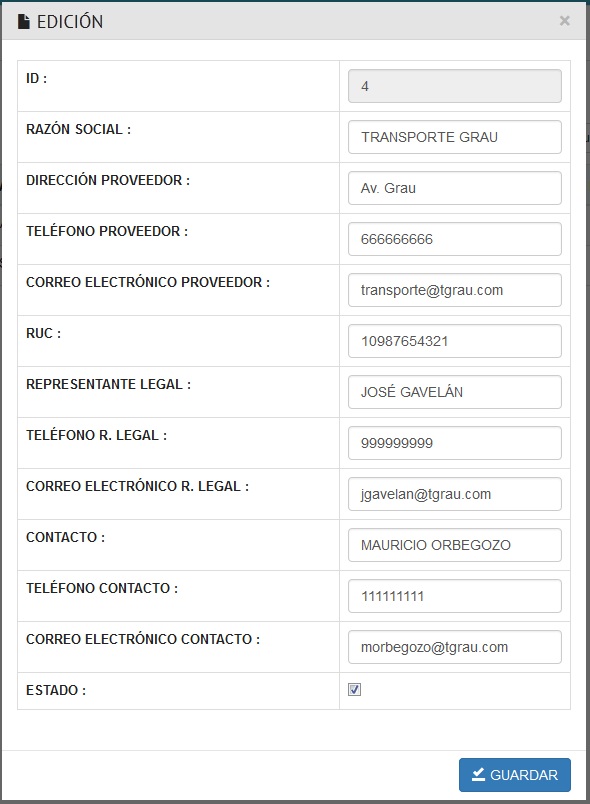 EDICIÓN ×
ID : 4
RAZÓN SOCIAL : TRANSPORTE GRAU
DIRECCIÓN PROVEEDOR : Av. Grau
TELÉFONO PROVEEDOR : 666666666
CORREO ELECTRÓNICO PROVEEDOR : transporte@tgrau.com
RUC : 10987654321
REPRESENTANTE LEGAL : JOSÉ GAVELÁN
TELÉFONO R. LEGAL : 999999999
CORREO ELECTRÓNICO R. LEGAL : jgavelan@tgrau.com
CONTACTO : MAURICIO ORBEGOZO
TELÉFONO CONTACTO : 111111111
CORREO ELECTRÓNICO CONTACTO : morbegozo@tgrau.com
ESTADO :
GUARDAR